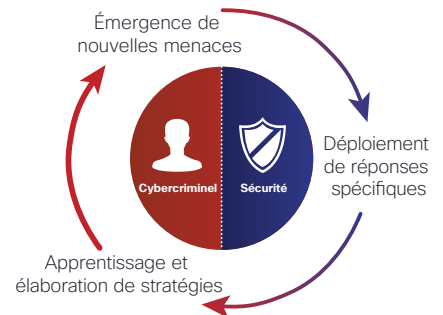 Émergence de
nouvelles menaces
Déploiement
de réponses
spécifiques
Cybercriminel
Sécurité
Apprentissage et
élaboration de stratégies